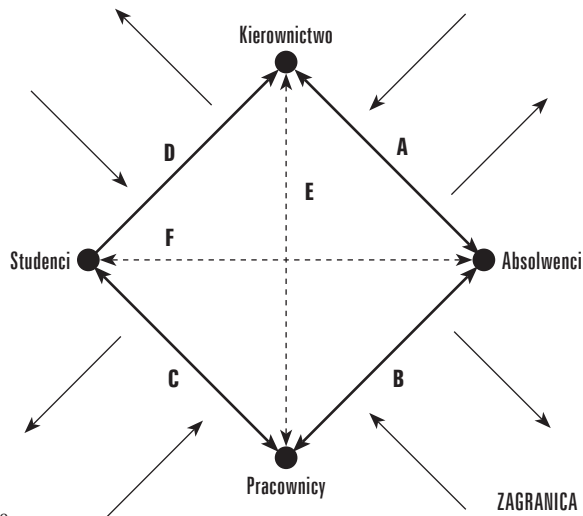 Kierownictwo
D
A
E
F
Studenci
Absolwenci
C
B
Pracownicy
ZAGRANICA